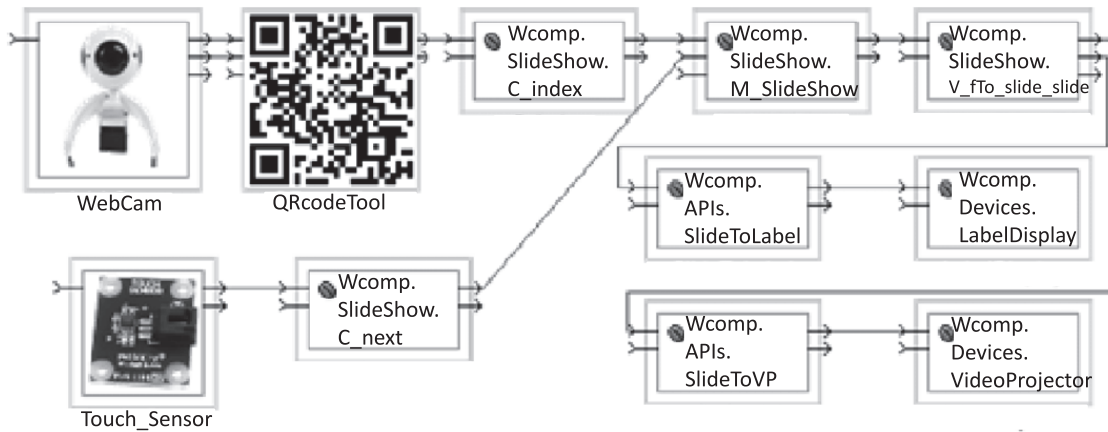 Wcomp.
SlideShow.
C_index
Wcomp.
SlideShow.
M_SlideShow
Wcomp.
SlideShow.
V_fTo_slide_slide
WebCam
QRcodeTool
Wcomp.
APIs.
SlideToLabel
Wcomp.
Devices.
LabelDisplay
Wcomp.
SlideShow.
C_next
Touch_Sensor
Wcomp.
APIs.
SlideToVP
Wcomp.
Devices.
VideoProjector